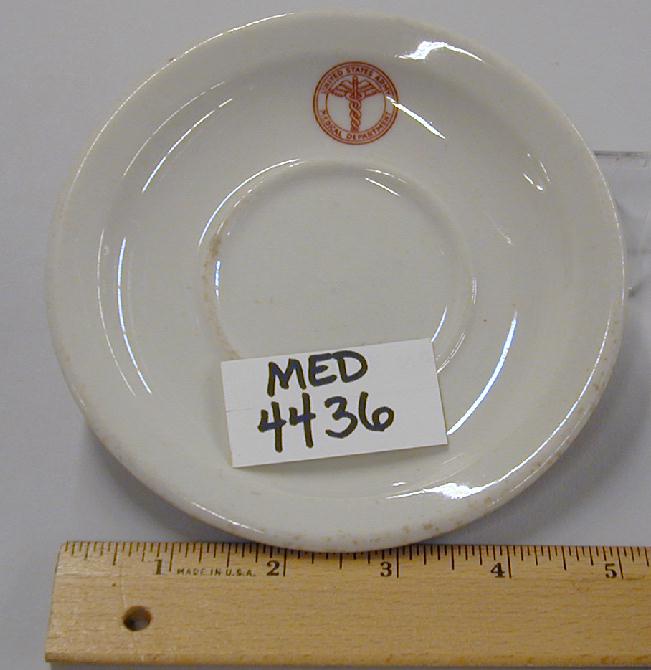 UNITED STATES ARMY
MEDICAL DEPARTMENT
MED
4436
1 MADE IN U.S.A. 2 3 4 5